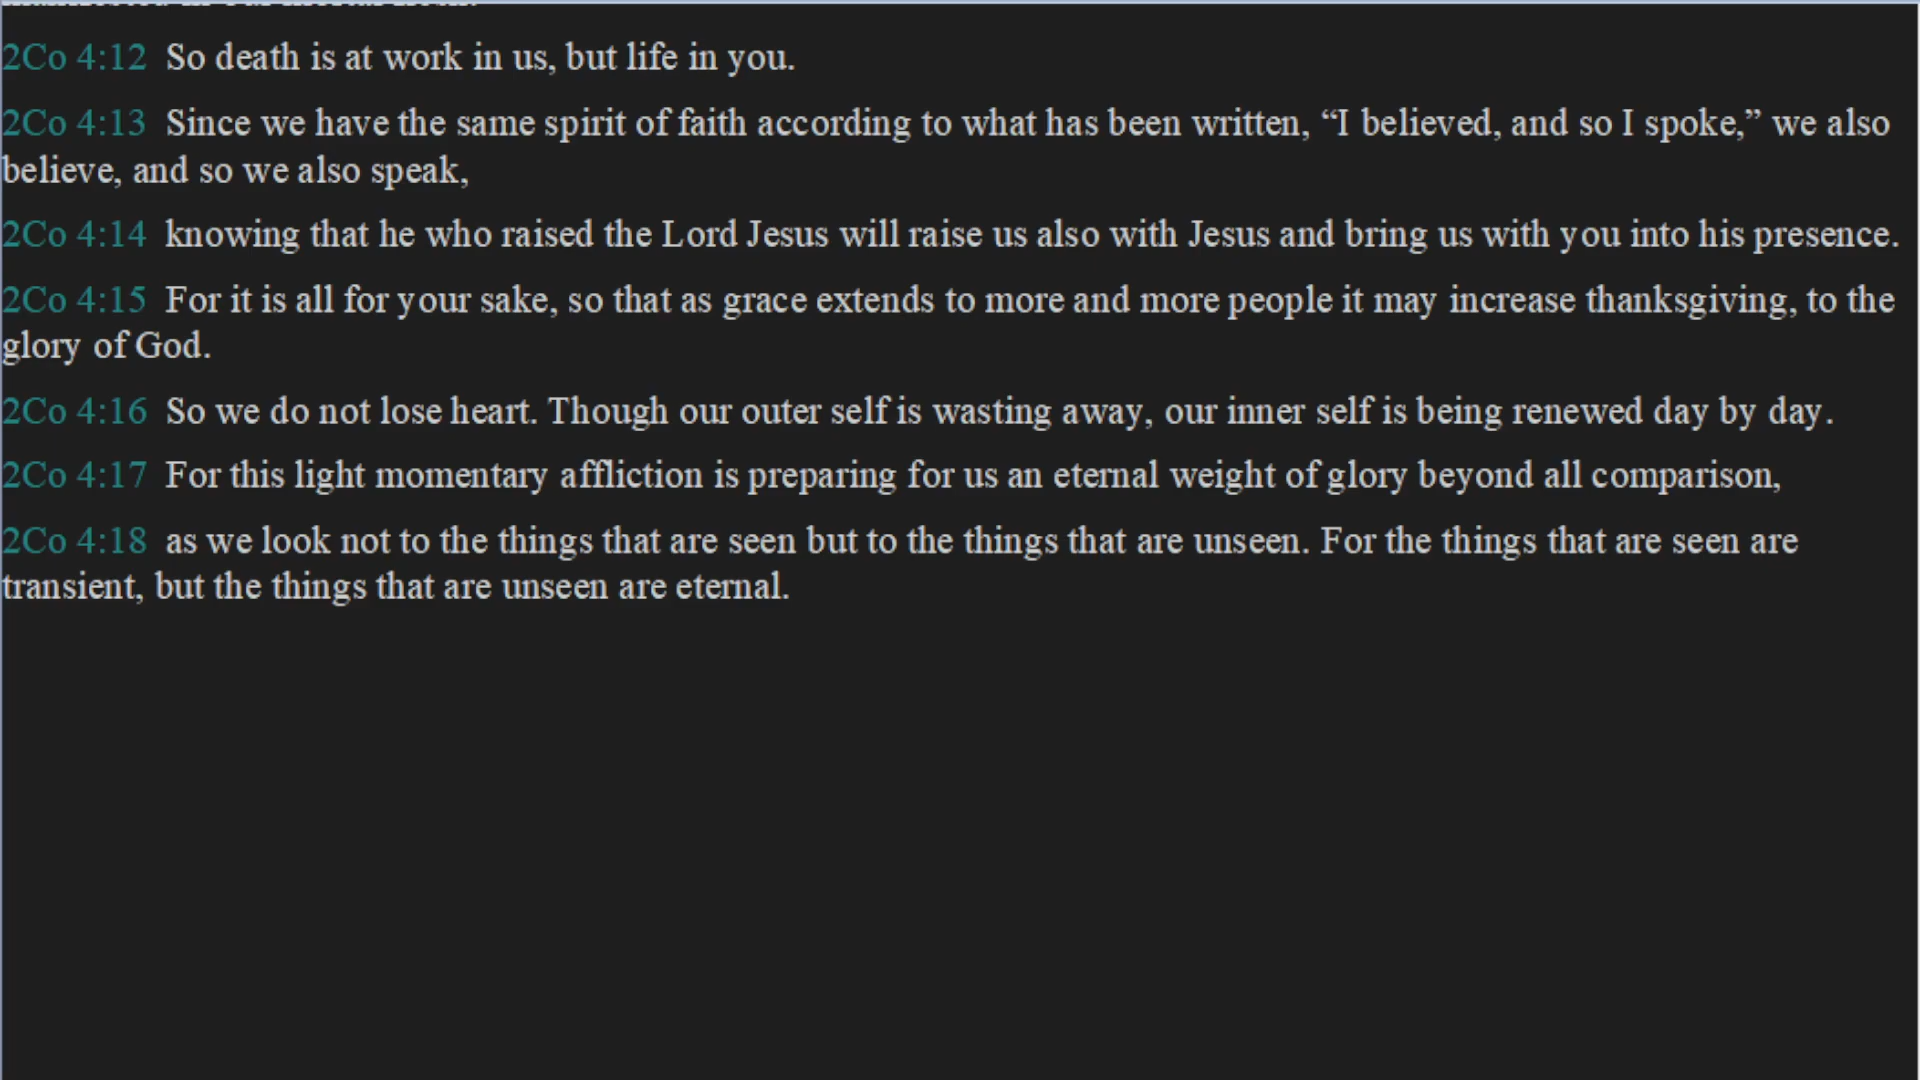 2Co 4:12 So death is at work in us, but life in you.
2Co 4:13 Since we have the same spirit of faith according to what has been written, “I believed, and so I spoke,” we also
believe, and so we also speak,
2Co 4:14 knowing that he who raised the Lord Jesus will raise us also with Jesus and bring us with you into his presence.
2Co 4:15 For it is all for your sake, so that as grace extends to more and more people it may increase thanksgiving, to the
glory of God.
2Co 4:16 So we do not lose heart. Though our outer self is wasting away, our inner self is being renewed day by day.
2Co 4:17 For this light momentary affliction is preparing for us an eternal weight of glory beyond all comparison,
2Co 4:18 as we look not to the things that are seen but to the things that are unseen. For the things that are seen are
transient, but the things that are unseen are eternal.